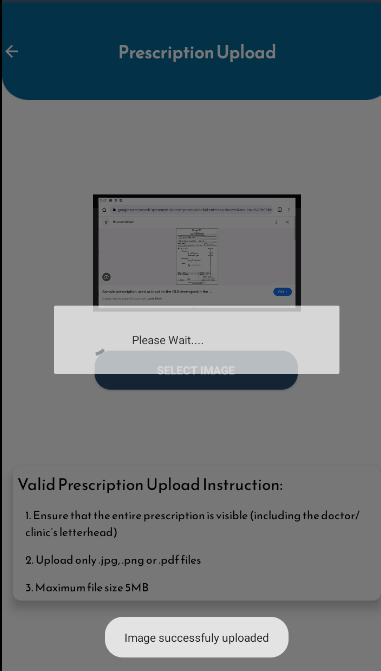 Prescription Upload
Please Wait....
SELECT IMAGE
Valid Prescription Upload Instruction:
1. Ensure that the entire prescription is visible (including the doctor/
clinic's letterhead)
2. Upload only .jpg,.png or .pdf files
3. Maximum file size 5MB
Image successfuly uploaded